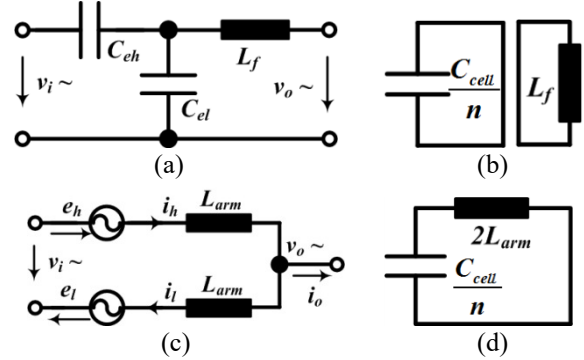 C_eh
L_f
v_i ~
C_el
v_o ~
(a)
C_cell
n
L_f
(b)
e_h
i_h
L_arm
v_i ~
v_o ~
i_o
e_l
i_l
L_arm
(c)
2L_arm
C_cell
n
(d)